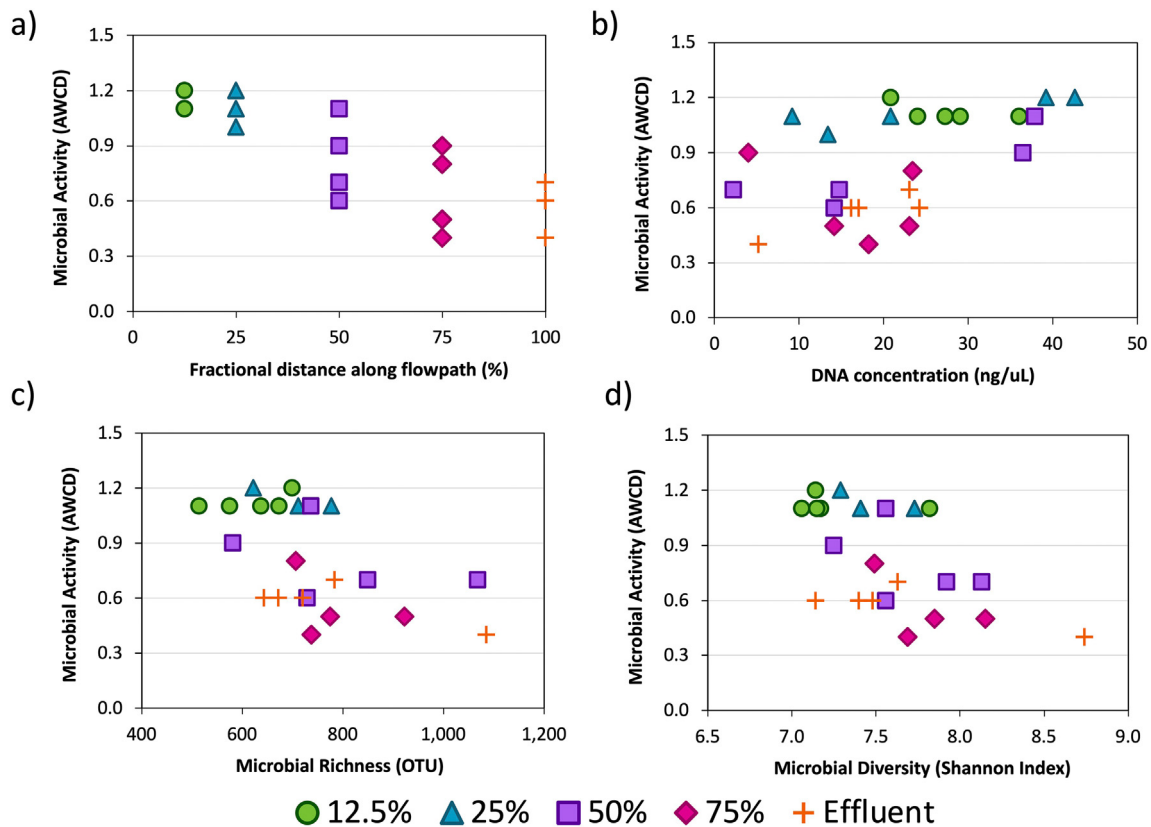 a)
Microbial Activity (AWCD)
1.5
1.2
0.9
0.6
0.3
0.0
0 25 50 75 100
Fractional distance along flowpath (%)
b)
Microbial Activity (AWCD)
1.5
1.2
0.9
0.6
0.3
0.0
0 10 20 30 40 50
DNA concentration (ng/uL)
c)
Microbial Activity (AWCD)
1.5
1.2
0.9
0.6
0.3
0.0
400 600 800 1,000 1,200
Microbial Richness (OTU)
d)
Microbial Activity (AWCD)
1.5
1.2
0.9
0.6
0.3
0.0
6.5 7.0 7.5 8.0 8.5 9.0
Microbial Diversity (Shannon Index)
12.5% 25% 50% 75% Effluent